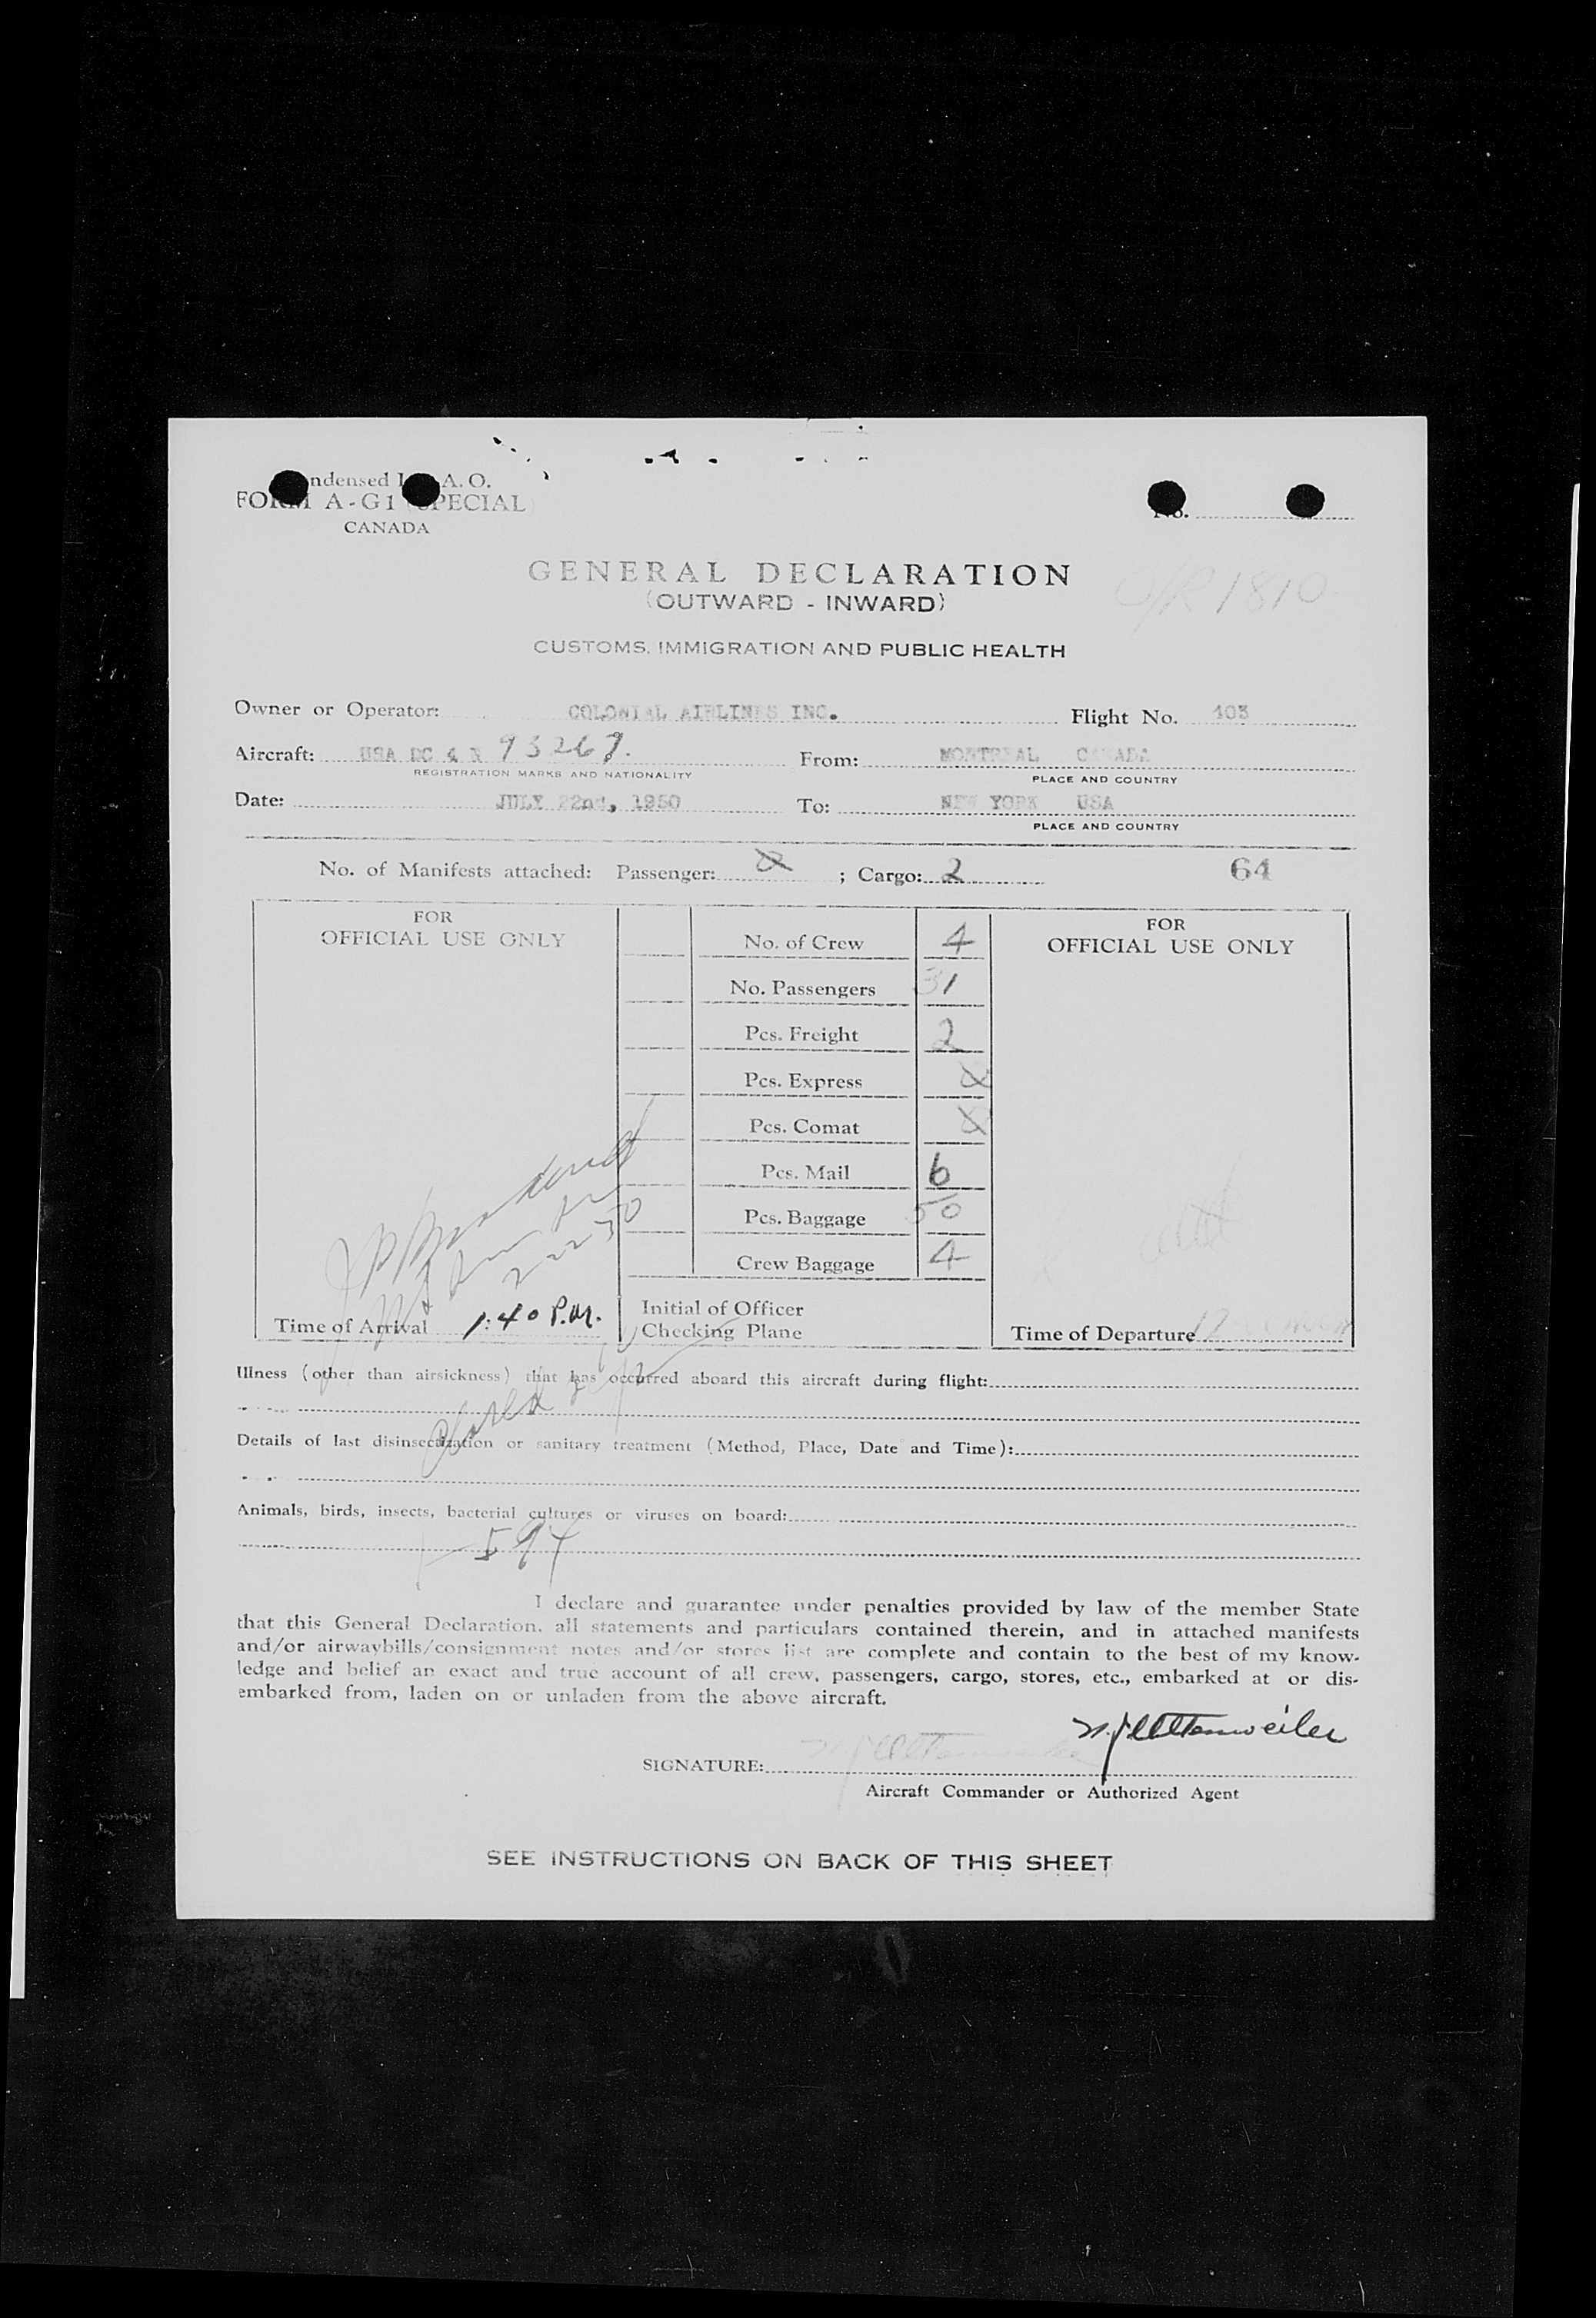 ndensed I A. O.
FORM A-G1 SPECIAL
CANADA
No.
GENERAL DECLARATION
(OUTWARD - INWARD)
O/R 1810
CUSTOMS, IMMIGRATION AND PUBLIC HEALTH
Owner or Operator: COLONIAL AIRLINES INC. Flight No. 403
Aircraft: USA DC 4 N 93267. From: MONTREAL CANADA
REGISTRATION MARKS AND NATIONALITY PLACE AND COUNTRY
Date: JULY 22nd, 1950 To: NEW YORK USA
PLACE AND COUNTRY
No. of Manifests attached: Passenger: ; Cargo: 2 64
FOR
OFFICIAL USE ONLY
No. of Crew 4
No. Passengers 31
Pcs. Freight 2
Pcs. Express
Pcs. Comat
Pcs. Mail 6
Pcs. Baggage 50
Crew Baggage 4
FOR
OFFICIAL USE ONLY
Time of Arrival 1:40 P.M.
Initial of Officer
Checking Plane
Time of Departure 12
Illness (other than airsickness) that has occurred aboard this aircraft during flight:
Details of last disinsectization or sanitary treatment (Method, Place, Date and Time):
Animals, birds, insects, bacterial cultures or viruses on board:
594
I declare and guarantee under penalties provided by law of the member State
that this General Declaration, all statements and particulars contained therein, and in attached manifests
and/or airwaybills/consignment notes and/or stores list are complete and contain to the best of my know-
ledge and belief an exact and true account of all crew, passengers, cargo, stores, etc., embarked at or dis-
embarked from, laden on or unladen from the above aircraft.
SIGNATURE:
Aircraft Commander or Authorized Agent
SEE INSTRUCTIONS ON BACK OF THIS SHEET